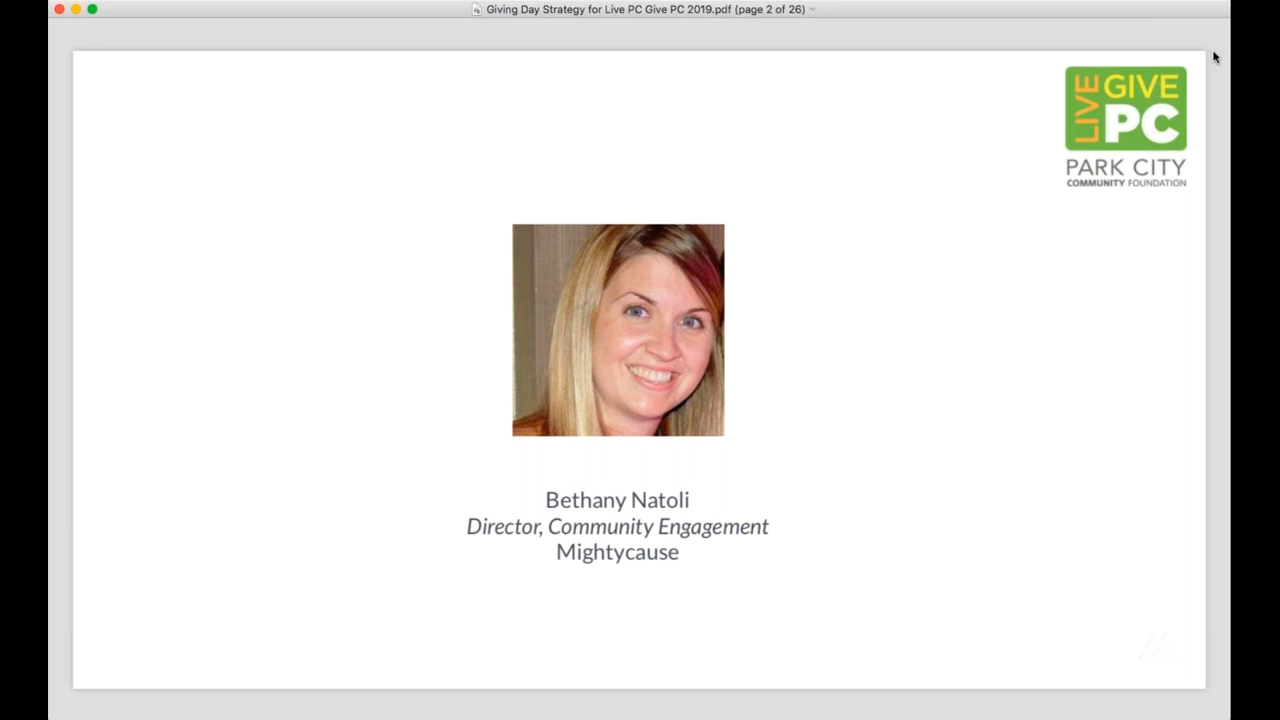 Giving Day Strategy for Live PC Give PC 2019.pdf (page 2 of 26)
LIVE
GIVE
PC
PARK CITY
COMMUNITY FOUNDATION
Bethany Natoli
Director, Community Engagement
Mightycause